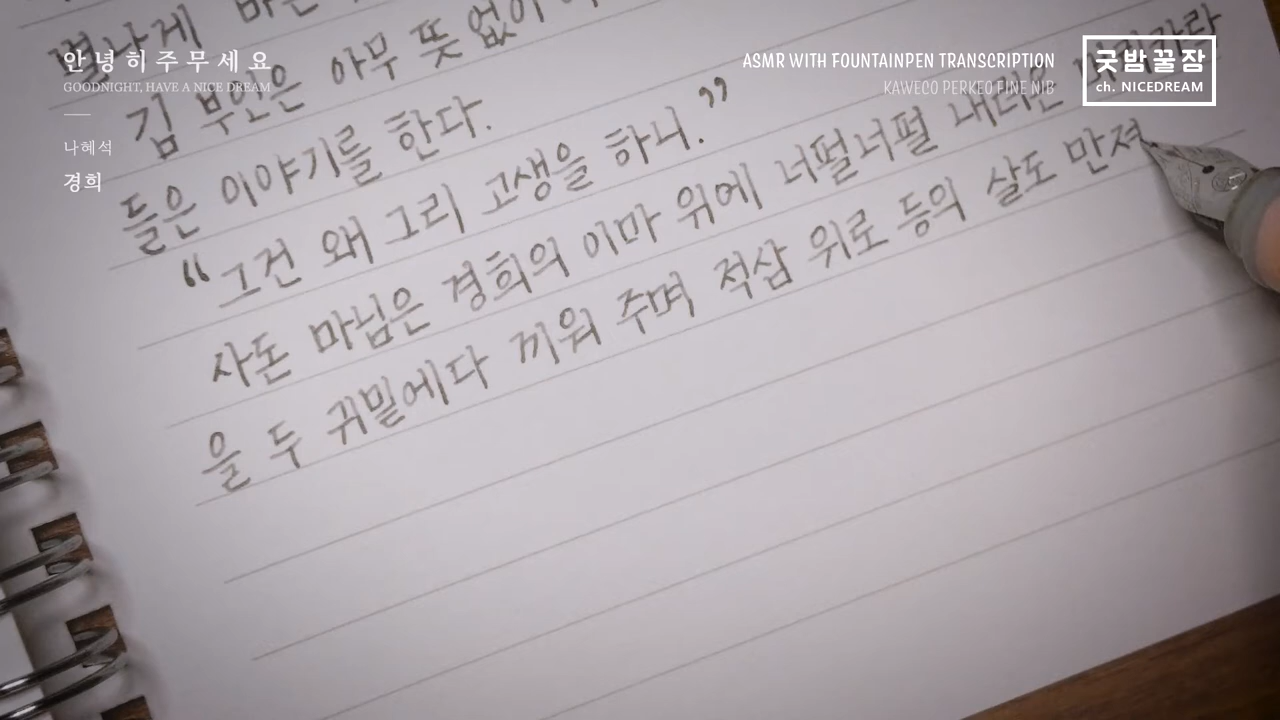 안녕히주무세요
GOODNIGHT, HAVE A NICE DREAM
나혜석
경희
ASMR WITH FOUNTAINPEN TRANSCRIPTION
KAWECO PERKEO FINE NIB
굿밤꿀잠
ch. NICEDREAM
김 부인은 아무 뜻 없이
들은 이야기를 한다.
“그건 왜 그리 고생을 하니.”
사돈 마님은 경희의 이마 위에 너펄너펄 내려온 머리카락
을 두 귀밑에다 끼워 주며 적삼 위로 등의 살도 만져